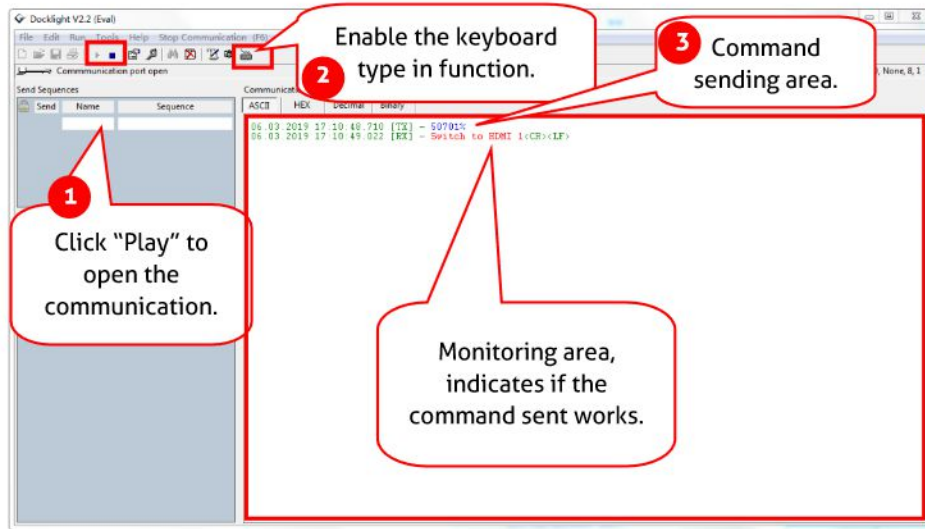 Docklight V2.2 (Eval)
File Edit Run Tools Help Stop Communication (F6)
Commmunication port open
None, 8, 1
Send Sequences
Send Name Sequence
ASCII HEX Decimal Binary
06.03.2019 17:10:48.710 [TX] - 50701%
06.03.2019 17:10:49.022 [RX] - Switch to HDMI 1<CR><LF>
1
Click “Play” to
open the
communication.
2
Enable the keyboard
type in function.
3
Command
sending area.
Monitoring area,
indicates if the
command sent works.